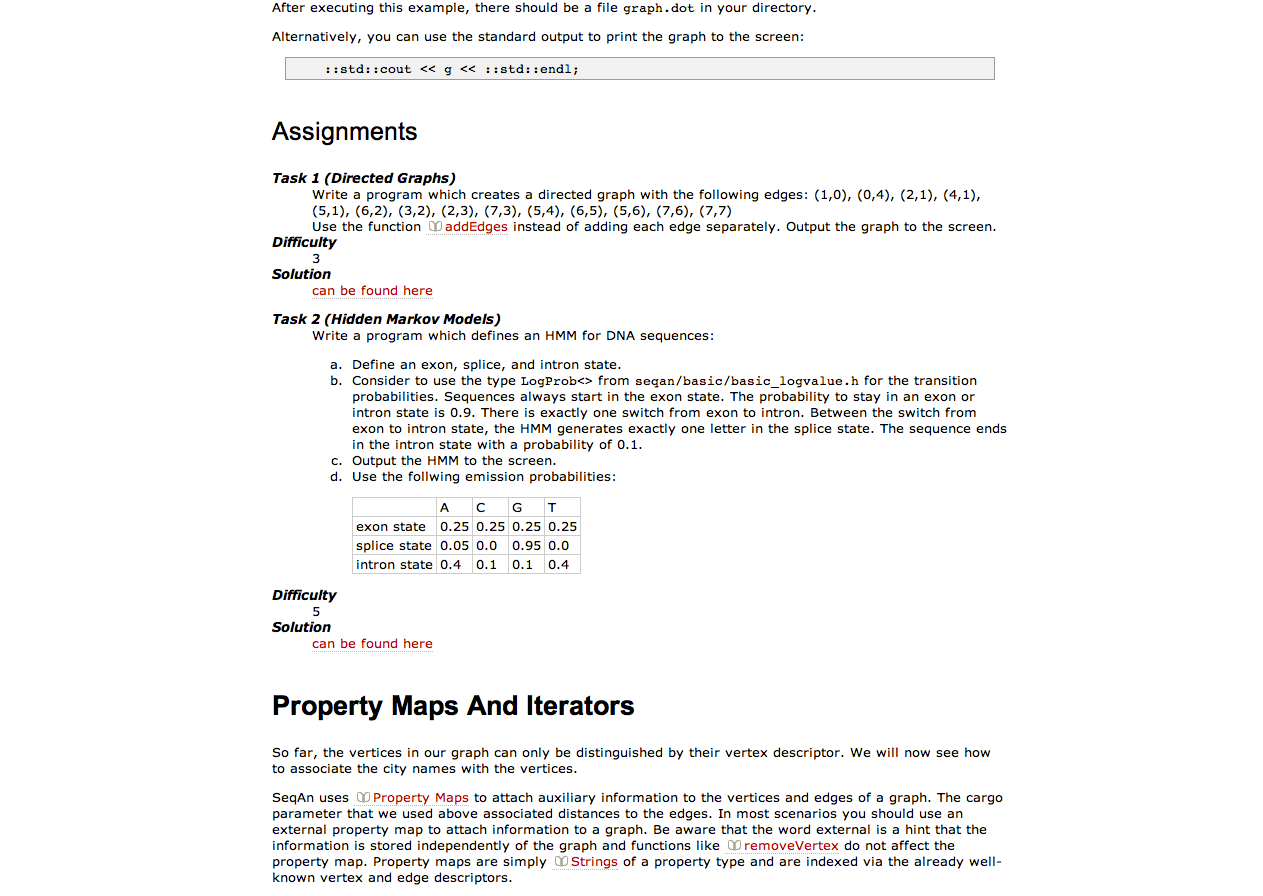 After executing this example, there should be a file graph.dot in your directory.
Alternatively, you can use the standard output to print the graph to the screen:
::std::cout << g << ::std::endl;
Assignments
Task 1 (Directed Graphs)
Write a program which creates a directed graph with the following edges: (1,0), (0,4), (2,1), (4,1),
(5,1), (6,2), (3,2), (2,3), (7,3), (5,4), (6,5), (5,6), (7,6), (7,7)
Use the function addEdges instead of adding each edge separately. Output the graph to the screen.
Difficulty
3
Solution
can be found here
Task 2 (Hidden Markov Models)
Write a program which defines an HMM for DNA sequences:
a. Define an exon, splice, and intron state.
b. Consider to use the type LogProb<> from seqan/basic/basic_logvalue.h for the transition
probabilities. Sequences always start in the exon state. The probability to stay in an exon or
intron state is 0.9. There is exactly one switch from exon to intron. Between the switch from
exon to intron state, the HMM generates exactly one letter in the splice state. The sequence ends
in the intron state with a probability of 0.1.
c. Output the HMM to the screen.
d. Use the follwing emission probabilities:
A C G T
exon state 0.25 0.25 0.25 0.25
splice state 0.05 0.0 0.95 0.0
intron state 0.4 0.1 0.1 0.4
Difficulty
5
Solution
can be found here
Property Maps And Iterators
So far, the vertices in our graph can only be distinguished by their vertex descriptor. We will now see how
to associate the city names with the vertices.
SeqAn uses Property Maps to attach auxiliary information to the vertices and edges of a graph. The cargo
parameter that we used above associated distances to the edges. In most scenarios you should use an
external property map to attach information to a graph. Be aware that the word external is a hint that the
information is stored independently of the graph and functions like removeVertex do not affect the
property map. Property maps are simply Strings of a property type and are indexed via the already well-
known vertex and edge descriptors.